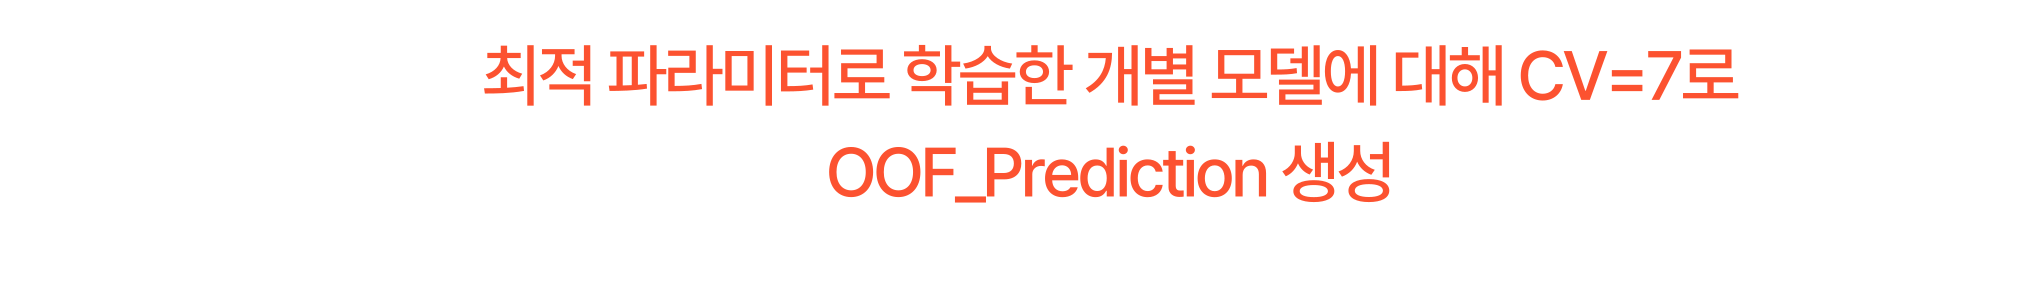 최적 파라미터로 학습한 개별 모델에 대해 CV=7로
OOF_Prediction 생성